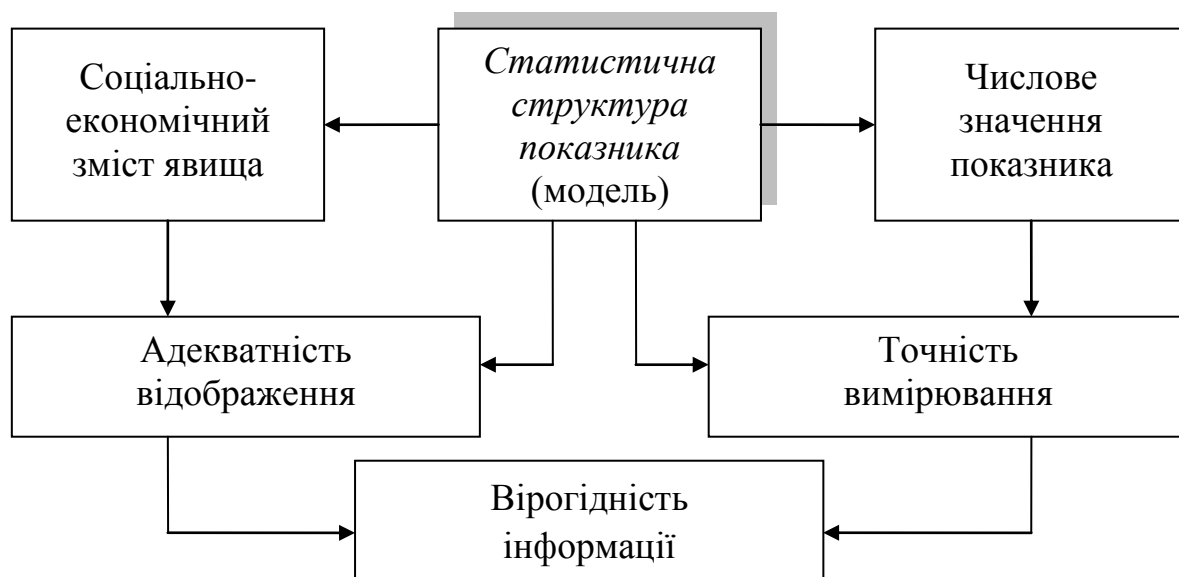 Соціально-
економічний
зміст явища
Статистична
структура
показника
(модель)
Числове
значення
показника
Адекватність
відображення
Точність
вимірювання
Вірогідність
інформації